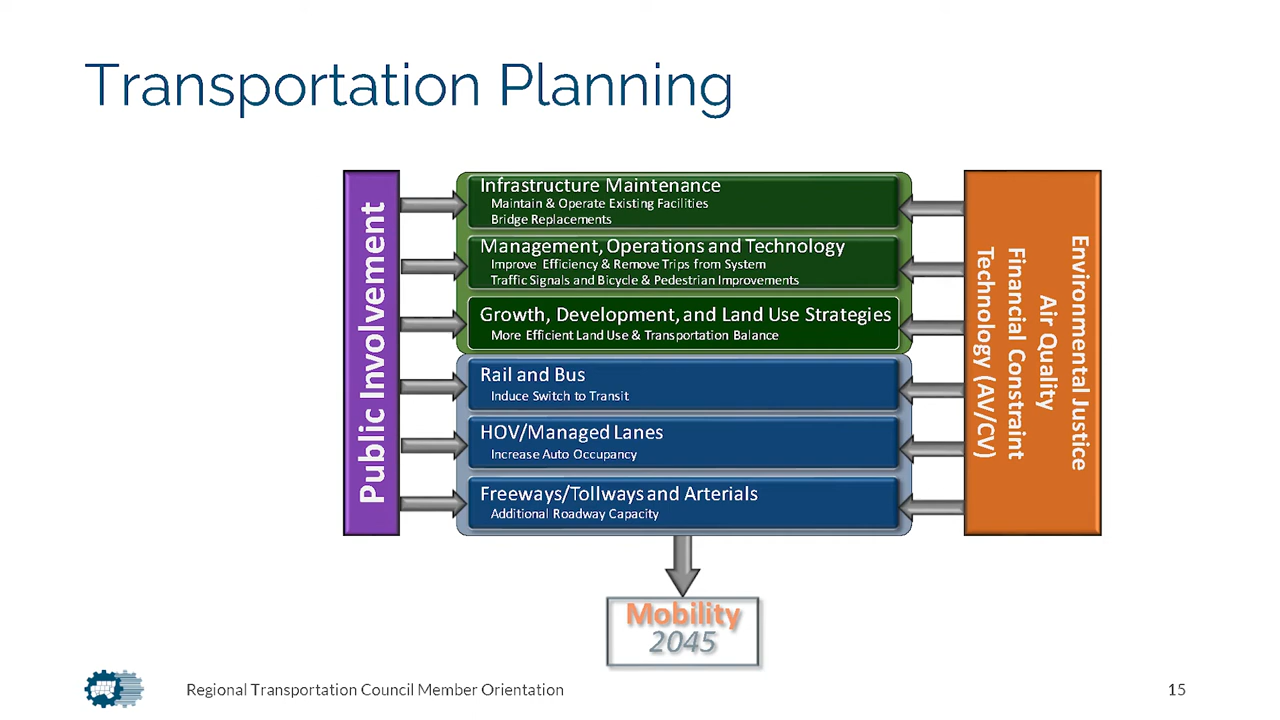 Transportation Planning
Public Involvement
Infrastructure Maintenance
Maintain & Operate Existing Facilities
Bridge Replacements
Management, Operations and Technology
Improve Efficiency & Remove Trips from System
Traffic Signals and Bicycle & Pedestrian Improvements
Growth, Development, and Land Use Strategies
More Efficient Land Use & Transportation Balance
Rail and Bus
Induce Switch to Transit
HOV/Managed Lanes
Increase Auto Occupancy
Freeways/Tollways and Arterials
Additional Roadway Capacity
Environmental Justice
Air Quality
Financial Constraint
Technology (AV/CV)
Mobility
2045
Regional Transportation Council Member Orientation
15